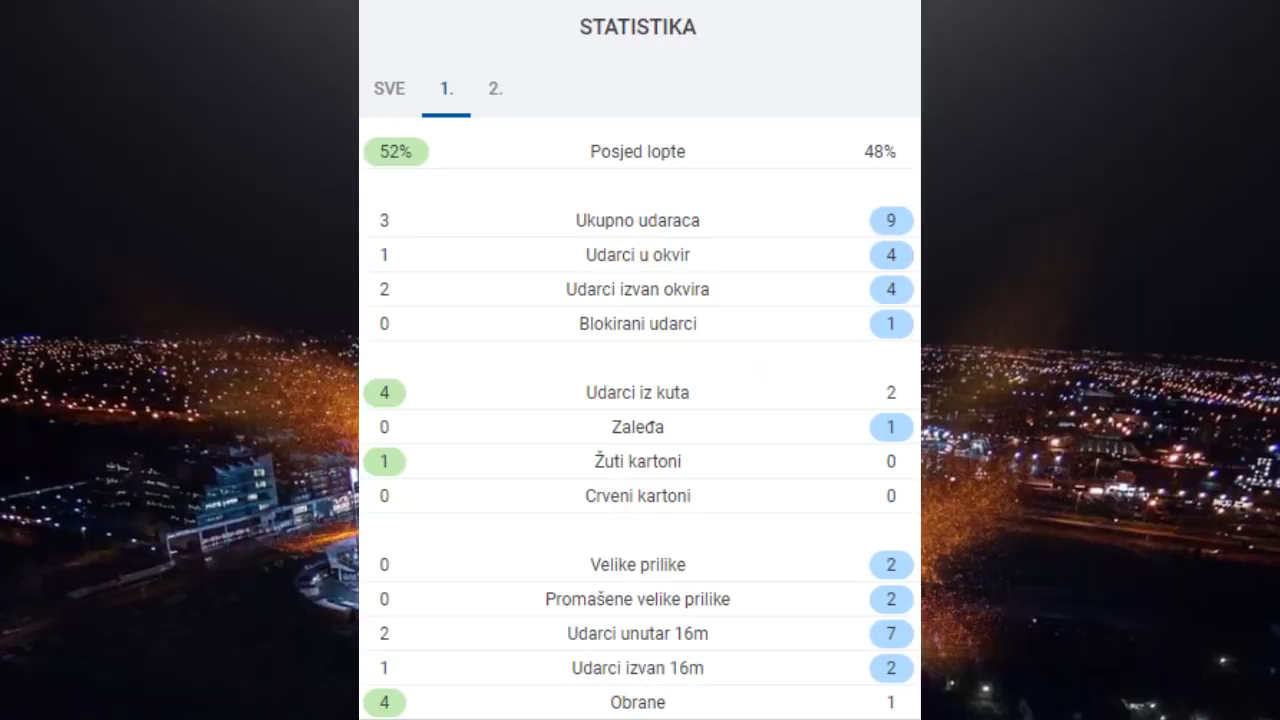 STATISTIKA
SVE 1. 2.
52% Posjed lopte 48%
3 Ukupno udaraca 9
1 Udarci u okvir 4
2 Udarci izvan okvira 4
0 Blokirani udarci 1
4 Udarci iz kuta 2
0 Zaleđa 1
1 Žuti kartoni 0
0 Crveni kartoni 0
0 Velike prilike 2
0 Promašene velike prilike 2
2 Udarci unutar 16m 7
1 Udarci izvan 16m 2
4 Obrane 1